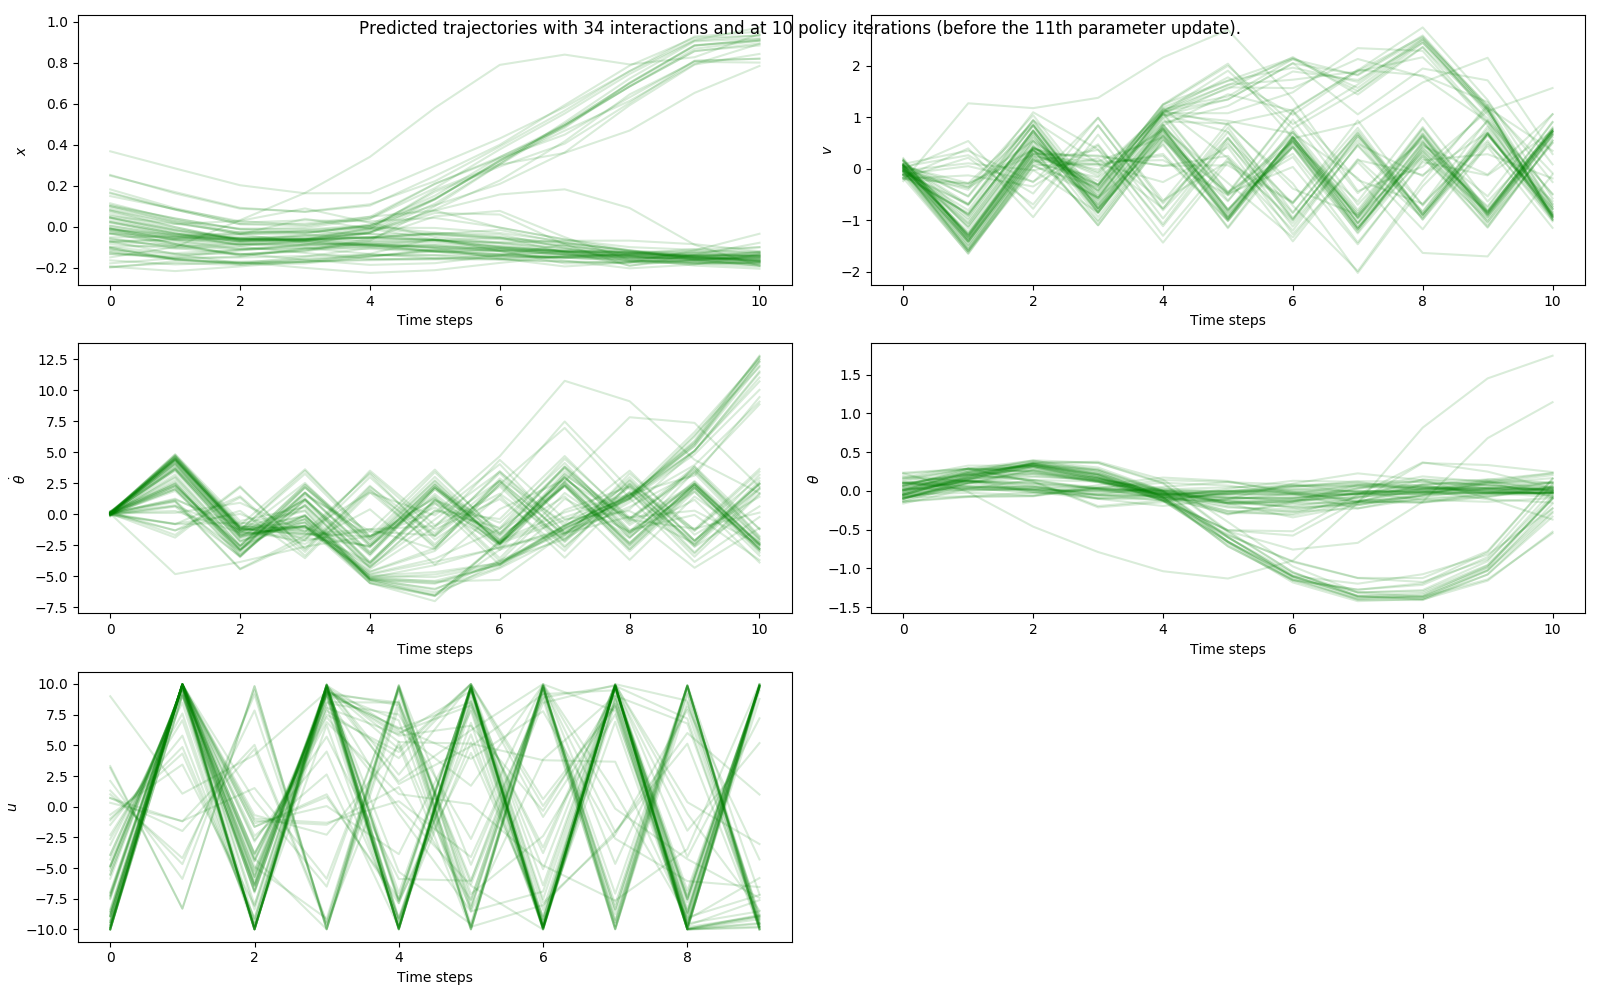 Predicted trajectories with 34 interactions and at 10 policy iterations (before the 11th parameter update).
1.0
0.8
0.6
0.4
0.2
0.0
−0.2
x
0 2 4 6 8 10
Time steps
2
1
0
−1
−2
v
0 2 4 6 8 10
Time steps
12.5
10.0
7.5
5.0
2.5
0.0
−2.5
−5.0
−7.5
θ̇
0 2 4 6 8 10
Time steps
1.5
1.0
0.5
0.0
−0.5
−1.0
−1.5
θ
0 2 4 6 8 10
Time steps
10.0
7.5
5.0
2.5
0.0
−2.5
−5.0
−7.5
−10.0
u
0 2 4 6 8
Time steps